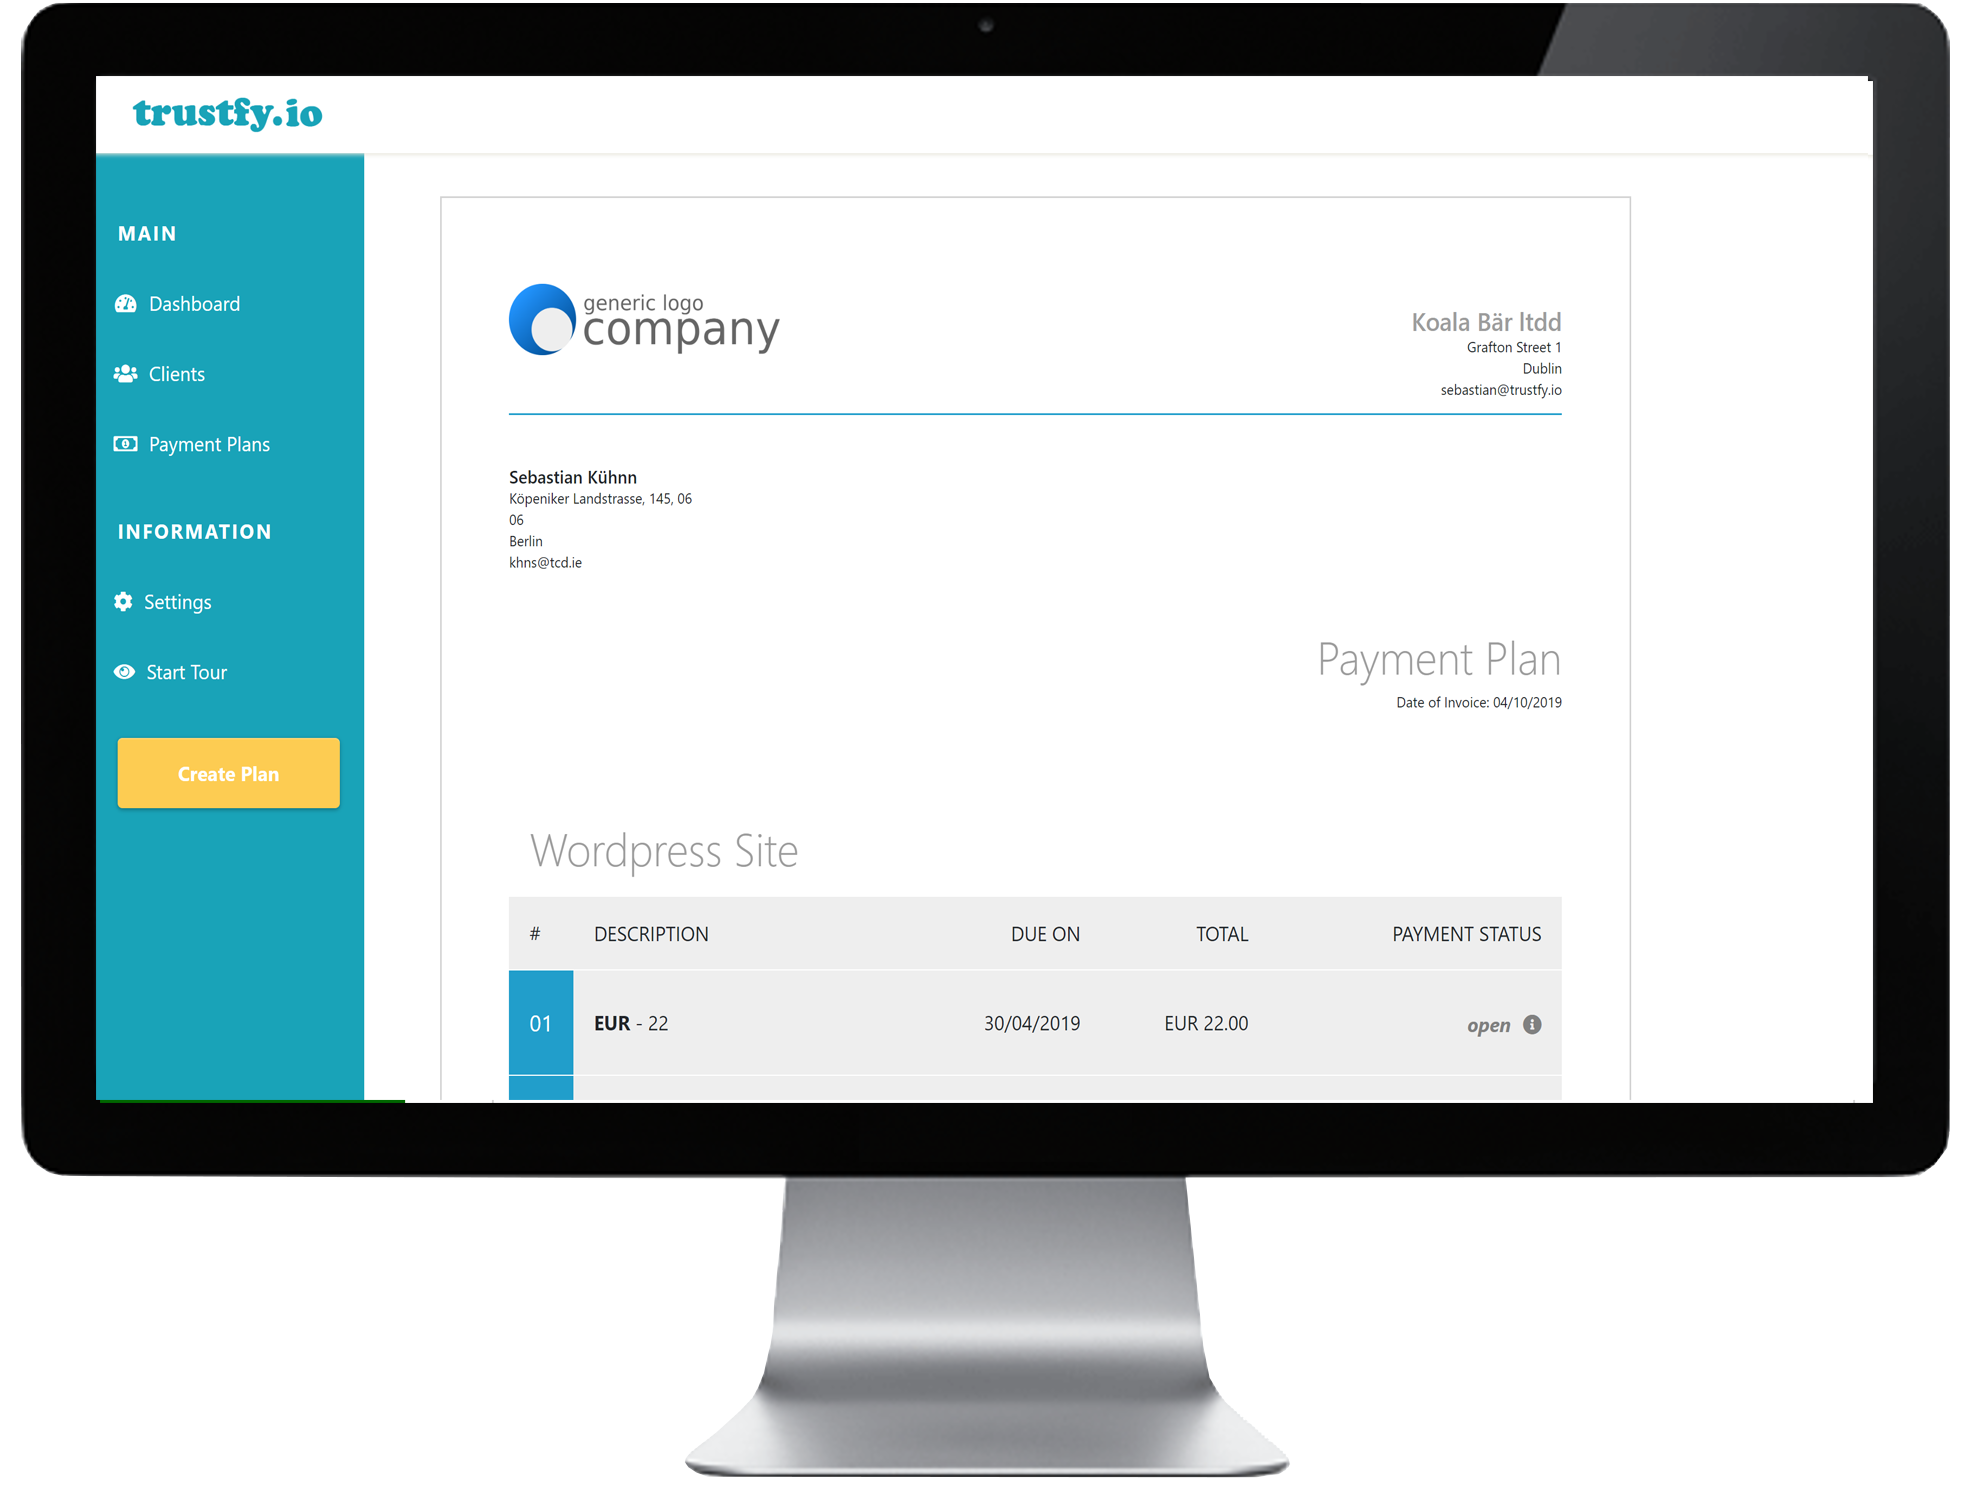 trustfy.io
MAIN
Dashboard
Clients
Payment Plans
INFORMATION
Settings
Start Tour
Create Plan
generic logo
company
Koala Bär ltdd
Grafton Street 1
Dublin
sebastian@trustfy.io
Sebastian Kühnn
Köpeniker Landstrasse, 145, 06
06
Berlin
khns@tcd.ie
Payment Plan
Date of Invoice: 04/10/2019
Wordpress Site
# DESCRIPTION DUE ON TOTAL PAYMENT STATUS
01 EUR - 22 30/04/2019 EUR 22.00 open